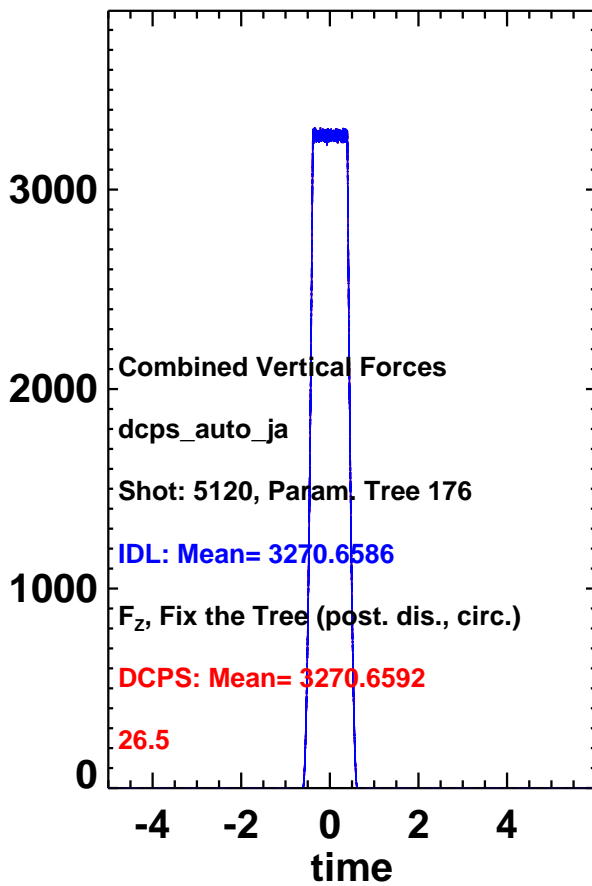 3000
2000
1000
0
Combined Vertical Forces
dcps_auto_ja
Shot: 5120, Param. Tree 176
IDL: Mean= 3270.6586
F_Z, Fix the Tree (post. dis., circ.)
DCPS: Mean= 3270.6592
26.5
-4 -2 0 2 4
time